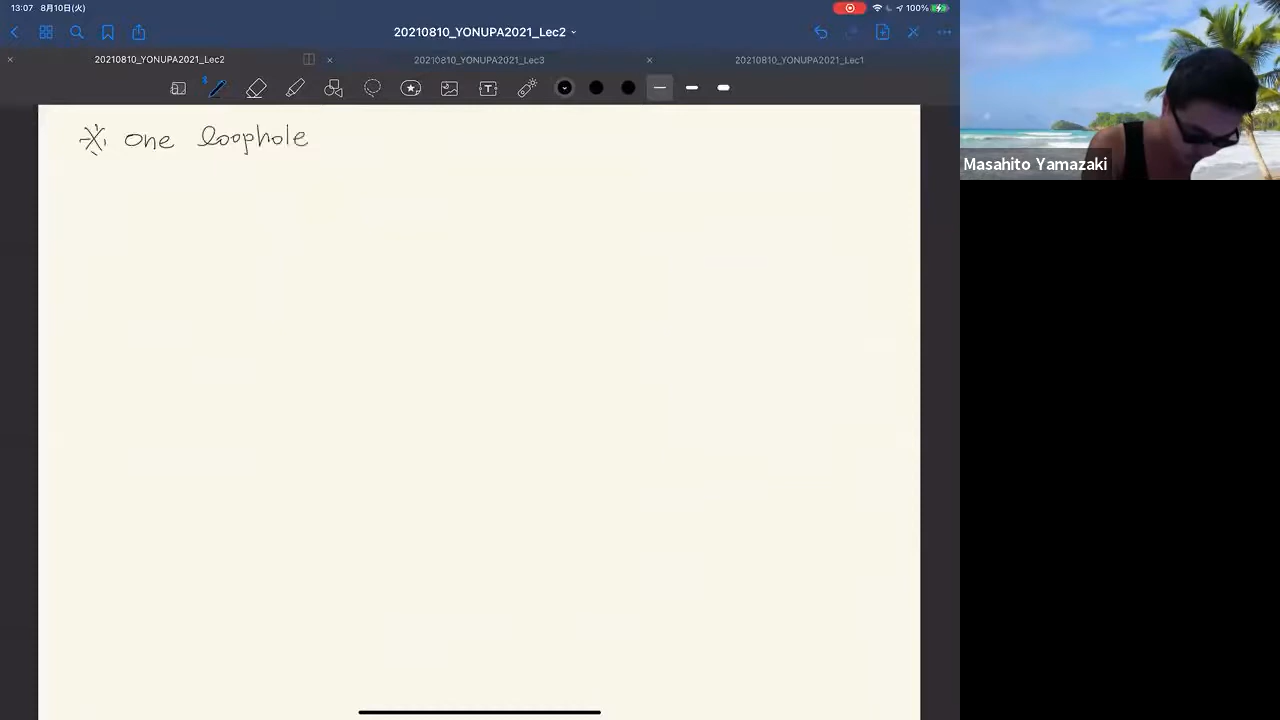 13:07 8月10日(火)
100%
20210810_YONUPA2021_Lec2
20210810_YONUPA2021_Lec2
20210810_YONUPA2021_Lec3
20210810_YONUPA2021_Lec1
※ One loophole
Masahito Yamazaki